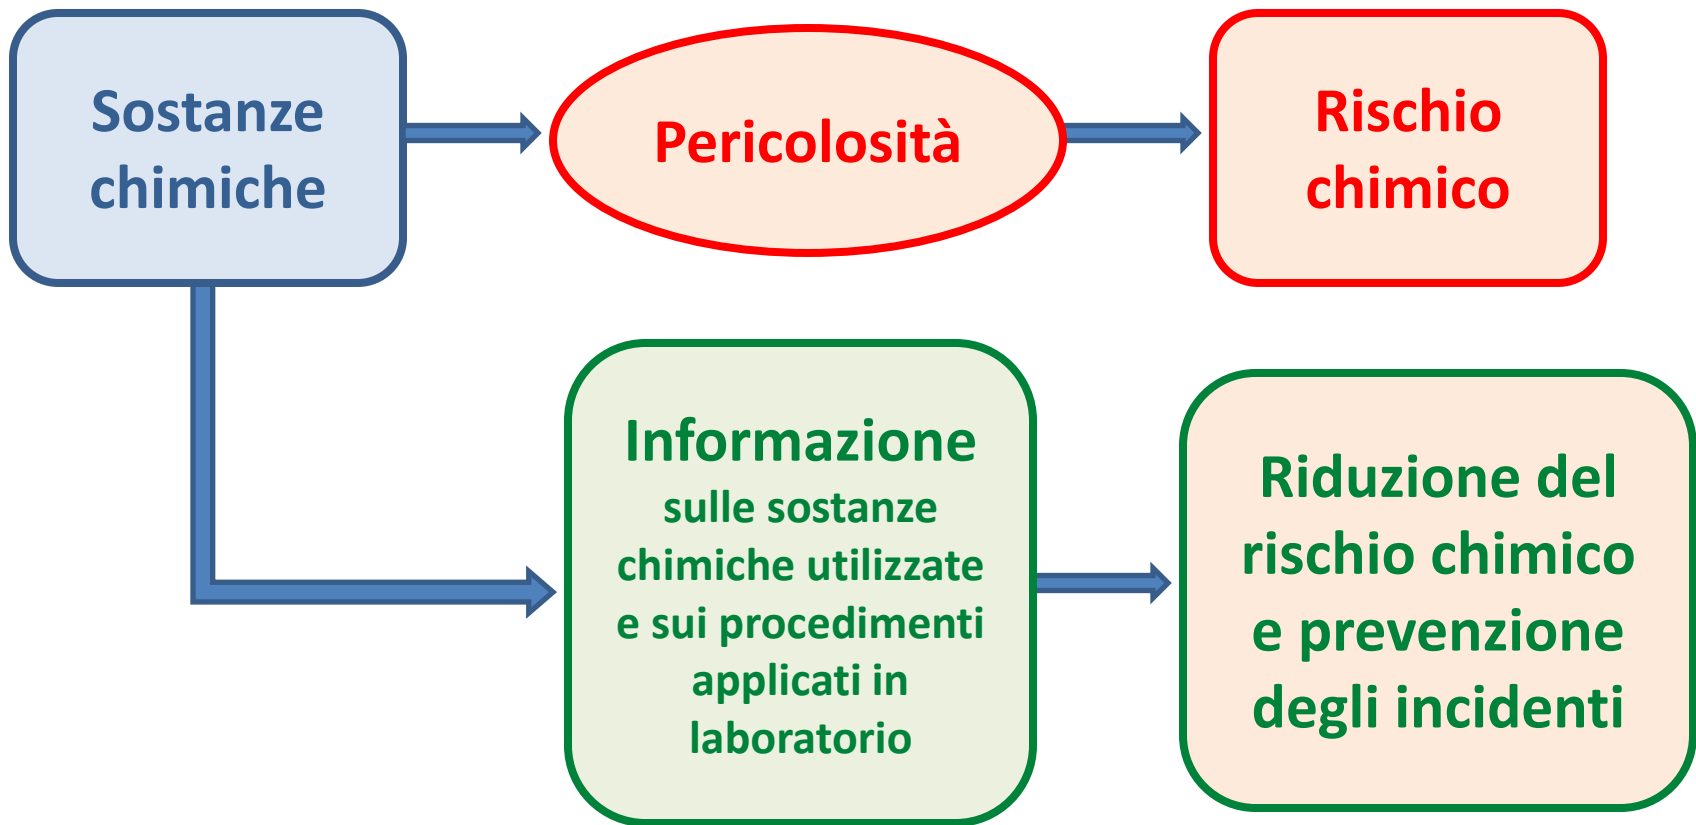 Sostanze
chimiche
Pericolosità
Rischio
chimico
Informazione
sulle sostanze
chimiche utilizzate
e sui procedimenti
applicati in
laboratorio
Riduzione del
rischio chimico
e prevenzione
degli incidenti